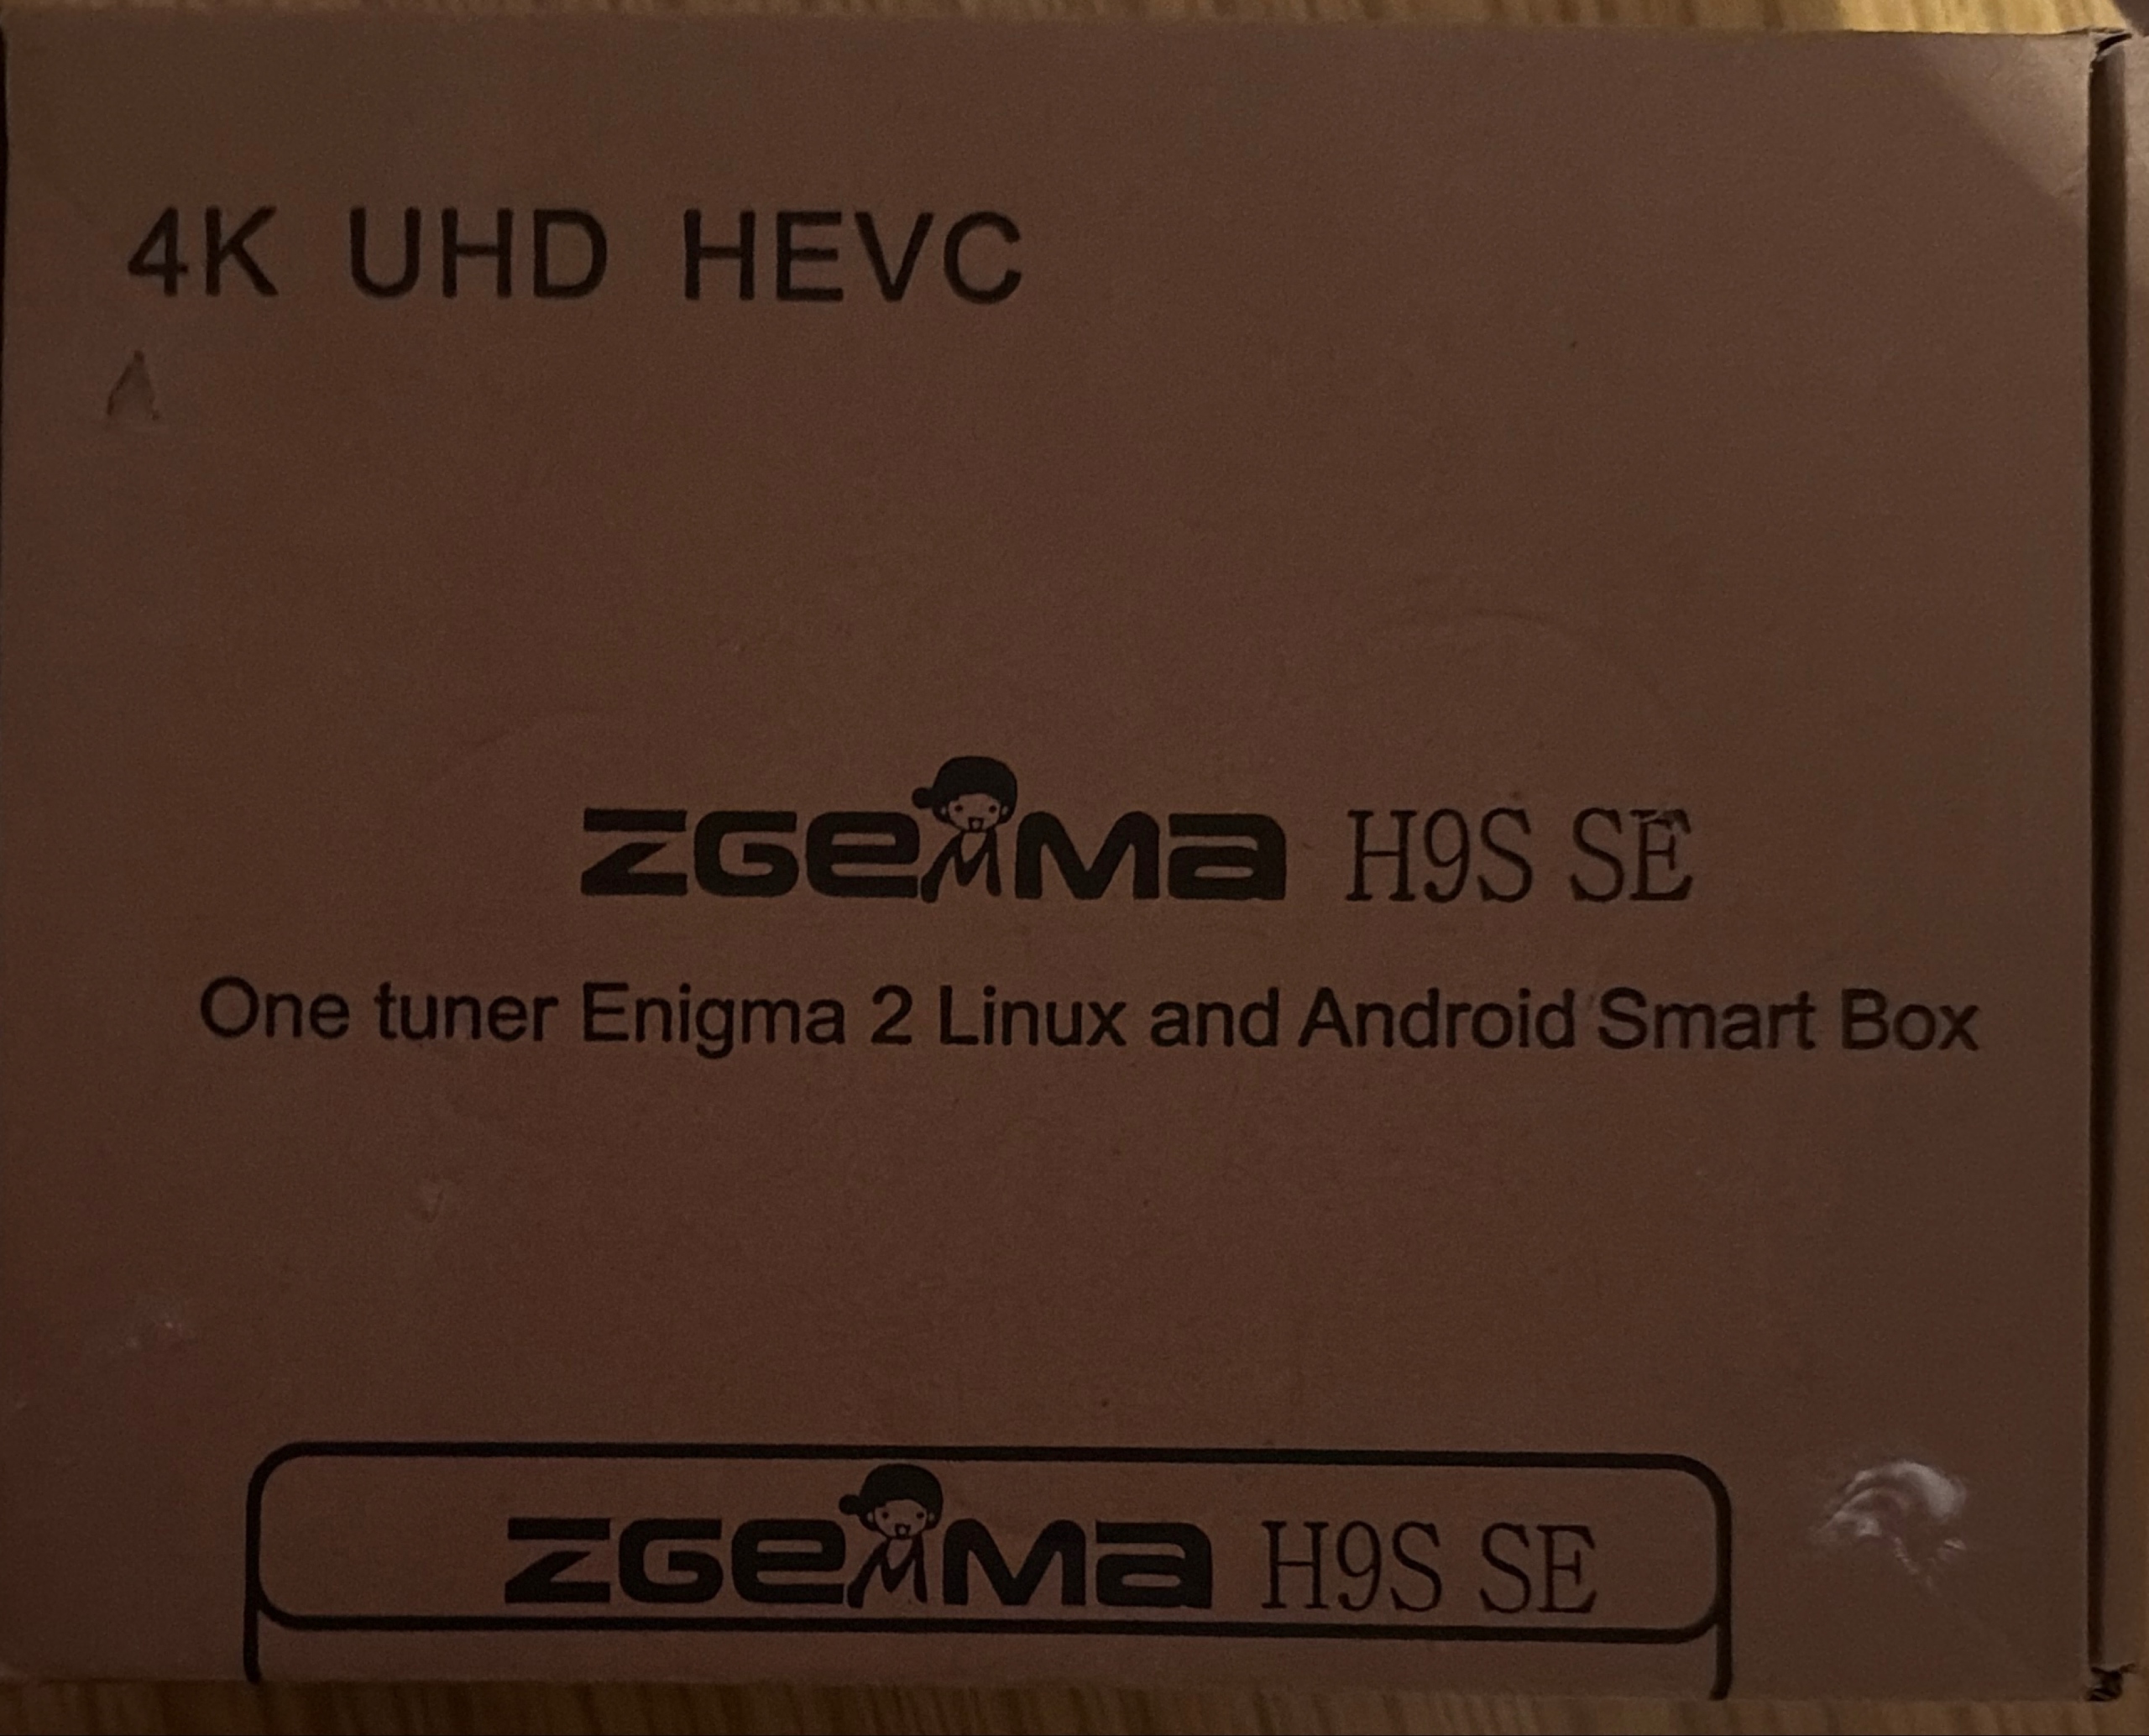 4K UHD HEVC
ZGEMMA H9S SE
One tuner Enigma 2 Linux and Android Smart Box
ZGEMMA H9S SE